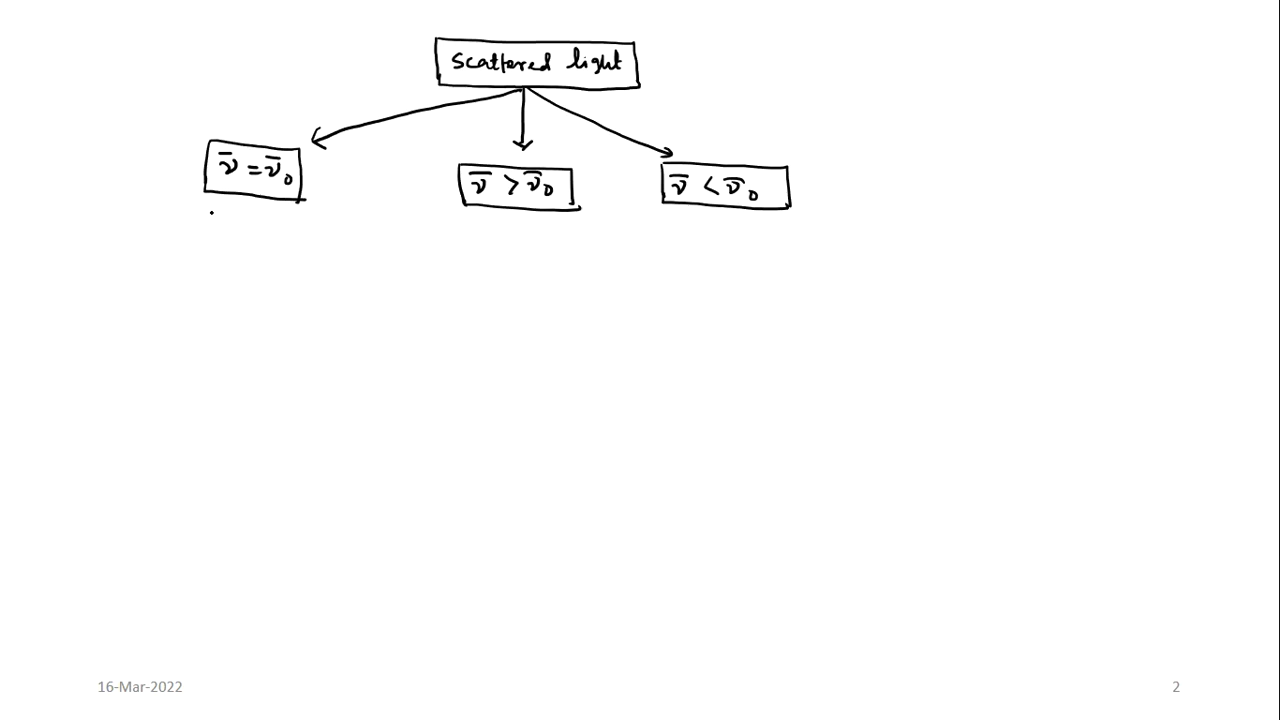 Scattered light
ν̅ = ν̅₀
ν̅ > ν̅₀
ν̅ < ν̅₀
16-Mar-2022
2